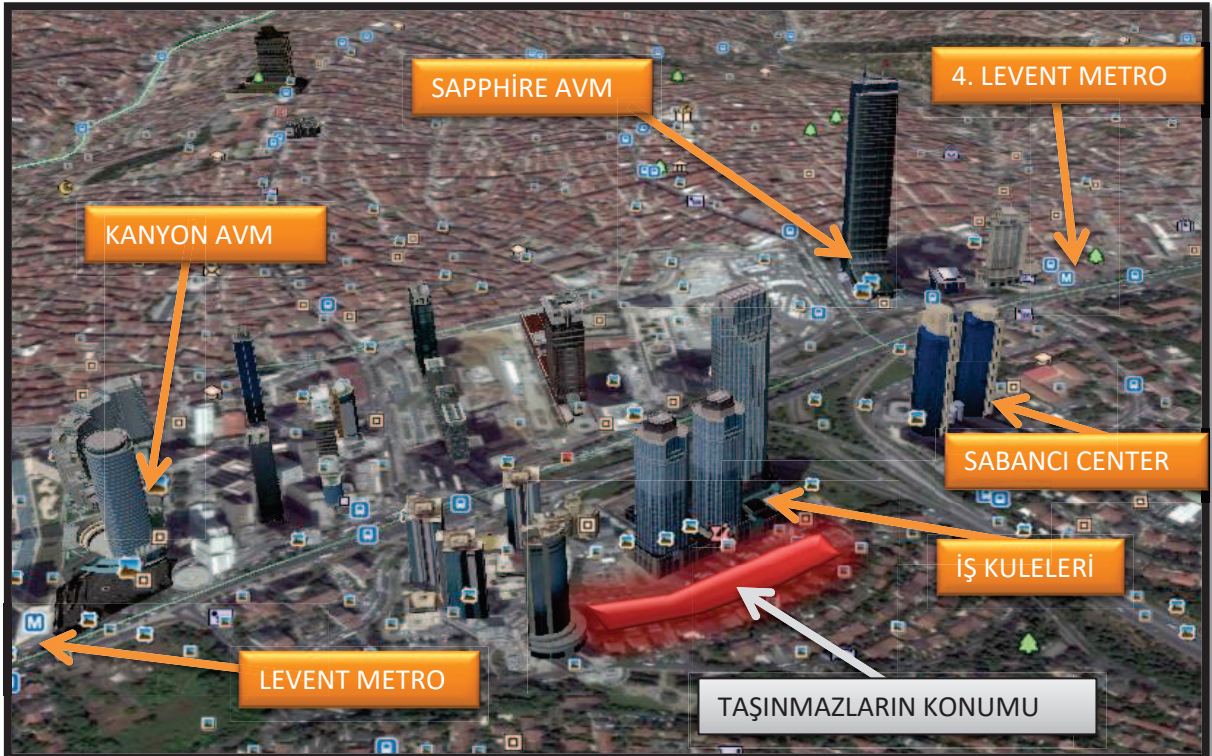 SAPPHİRE AVM
4. LEVENT METRO
KANYON AVM
SABANCI CENTER
İŞ KULELERİ
LEVENT METRO
TAŞINMAZLARIN KONUMU
M
M